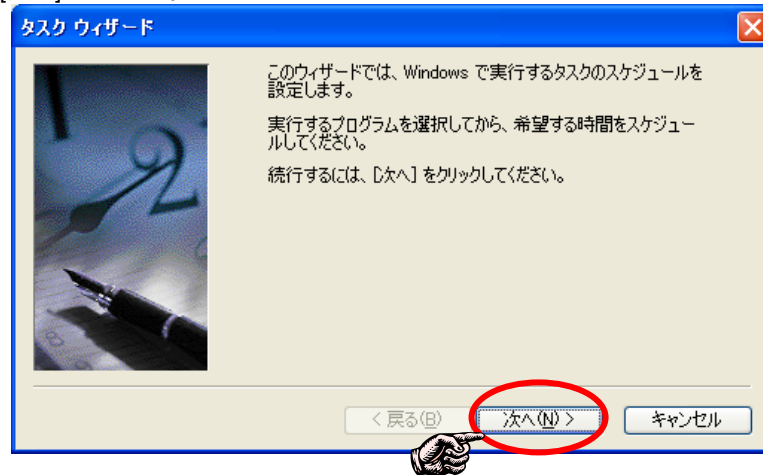 タスク ウィザード
このウィザードでは、Windows で実行するタスクのスケジュールを
設定します。
実行するプログラムを選択してから、希望する時間をスケジュー
ルしてください。
続行するには、[次へ] をクリックしてください。
< 戻る(B)
次へ(N) >
キャンセル